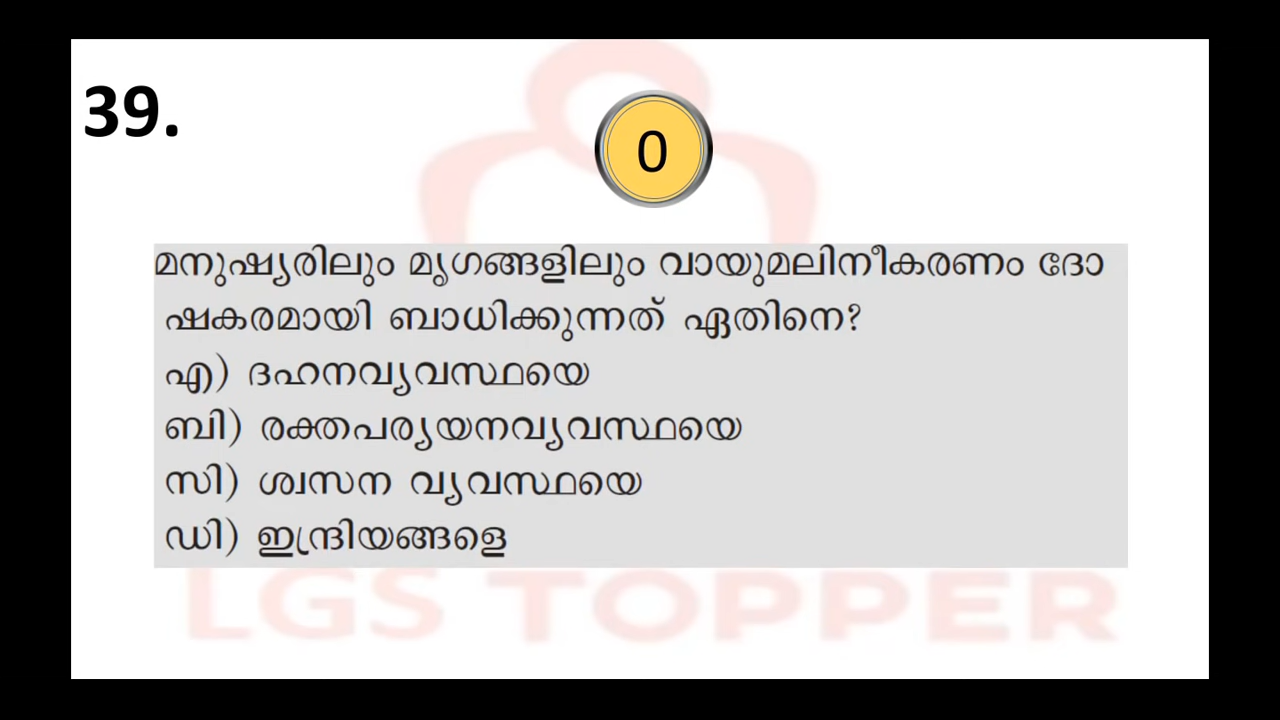 39.
0
മനുഷ്യരിലും മൃഗങ്ങളിലും വായുമലിനീകരണം ദോ
ഷകരമായി ബാധിക്കുന്നത് ഏതിനെ?
എ) ദഹനവ്യവസ്ഥയെ
ബി) രക്തപര്യയനവ്യവസ്ഥയെ
സി) ശ്വസന വ്യവസ്ഥയെ
ഡി) ഇന്ദ്രിയങ്ങളെ
LGS TOPPER